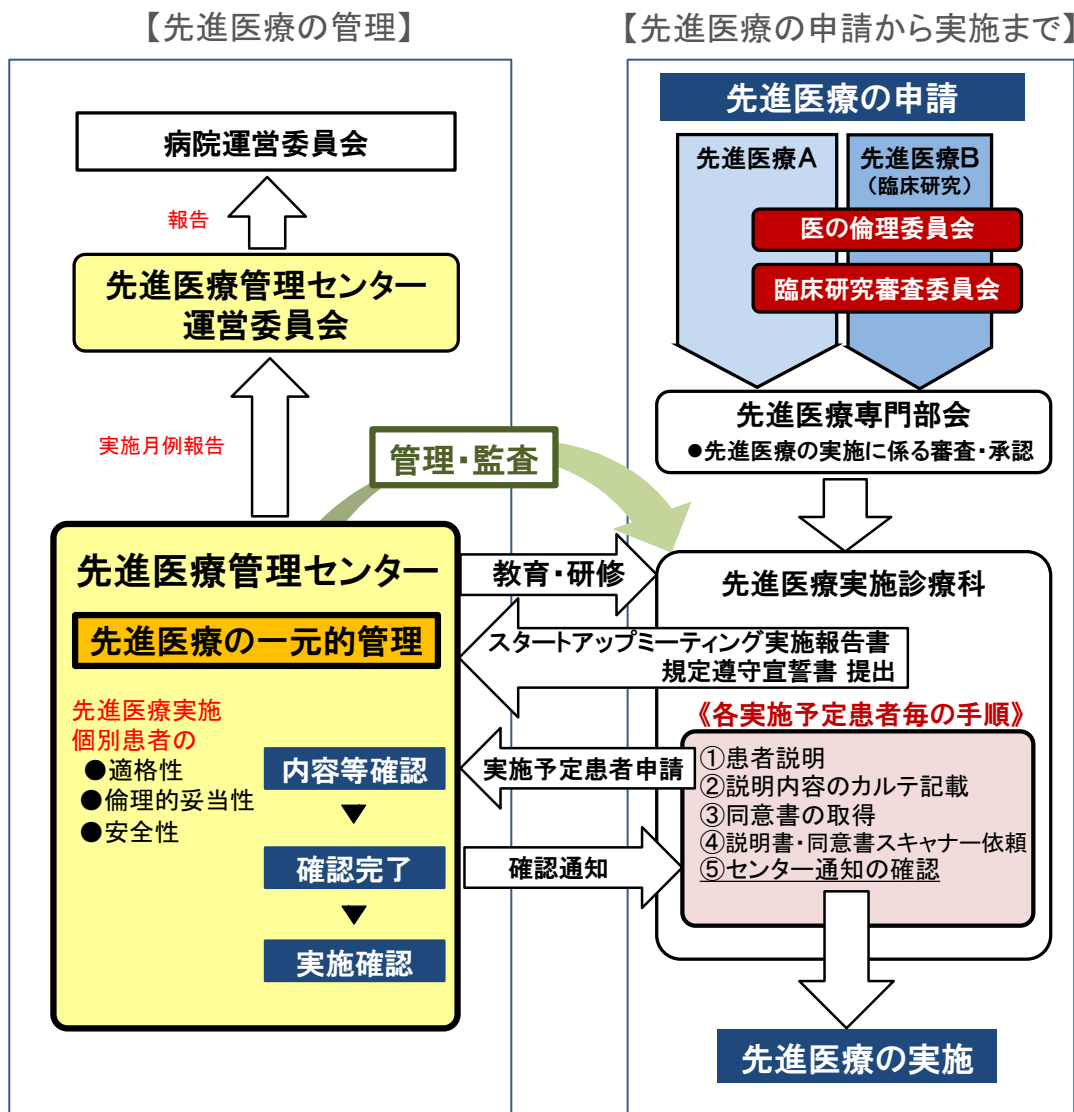 【先進医療の管理】
病院運営委員会
報告
先進医療管理センター
運営委員会
実施月例報告
管理・監査
先進医療管理センター
先進医療の一元的管理
先進医療実施
個別患者の
●適格性
●倫理的妥当性
●安全性
内容等確認
▼
確認完了
▼
実施確認
【先進医療の申請から実施まで】
先進医療の申請
先進医療A
先進医療B
(臨床研究)
医の倫理委員会
臨床研究審査委員会
先進医療専門部会
●先進医療の実施に係る審査・承認
教育・研修
先進医療実施診療科
スタートアップミーティング実施報告書
規定遵守宣誓書 提出
《各実施予定患者毎の手順》
実施予定患者申請
①患者説明
②説明内容のカルテ記載
③同意書の取得
④説明書・同意書スキャナー依頼
⑤センター通知の確認
確認通知
先進医療の実施